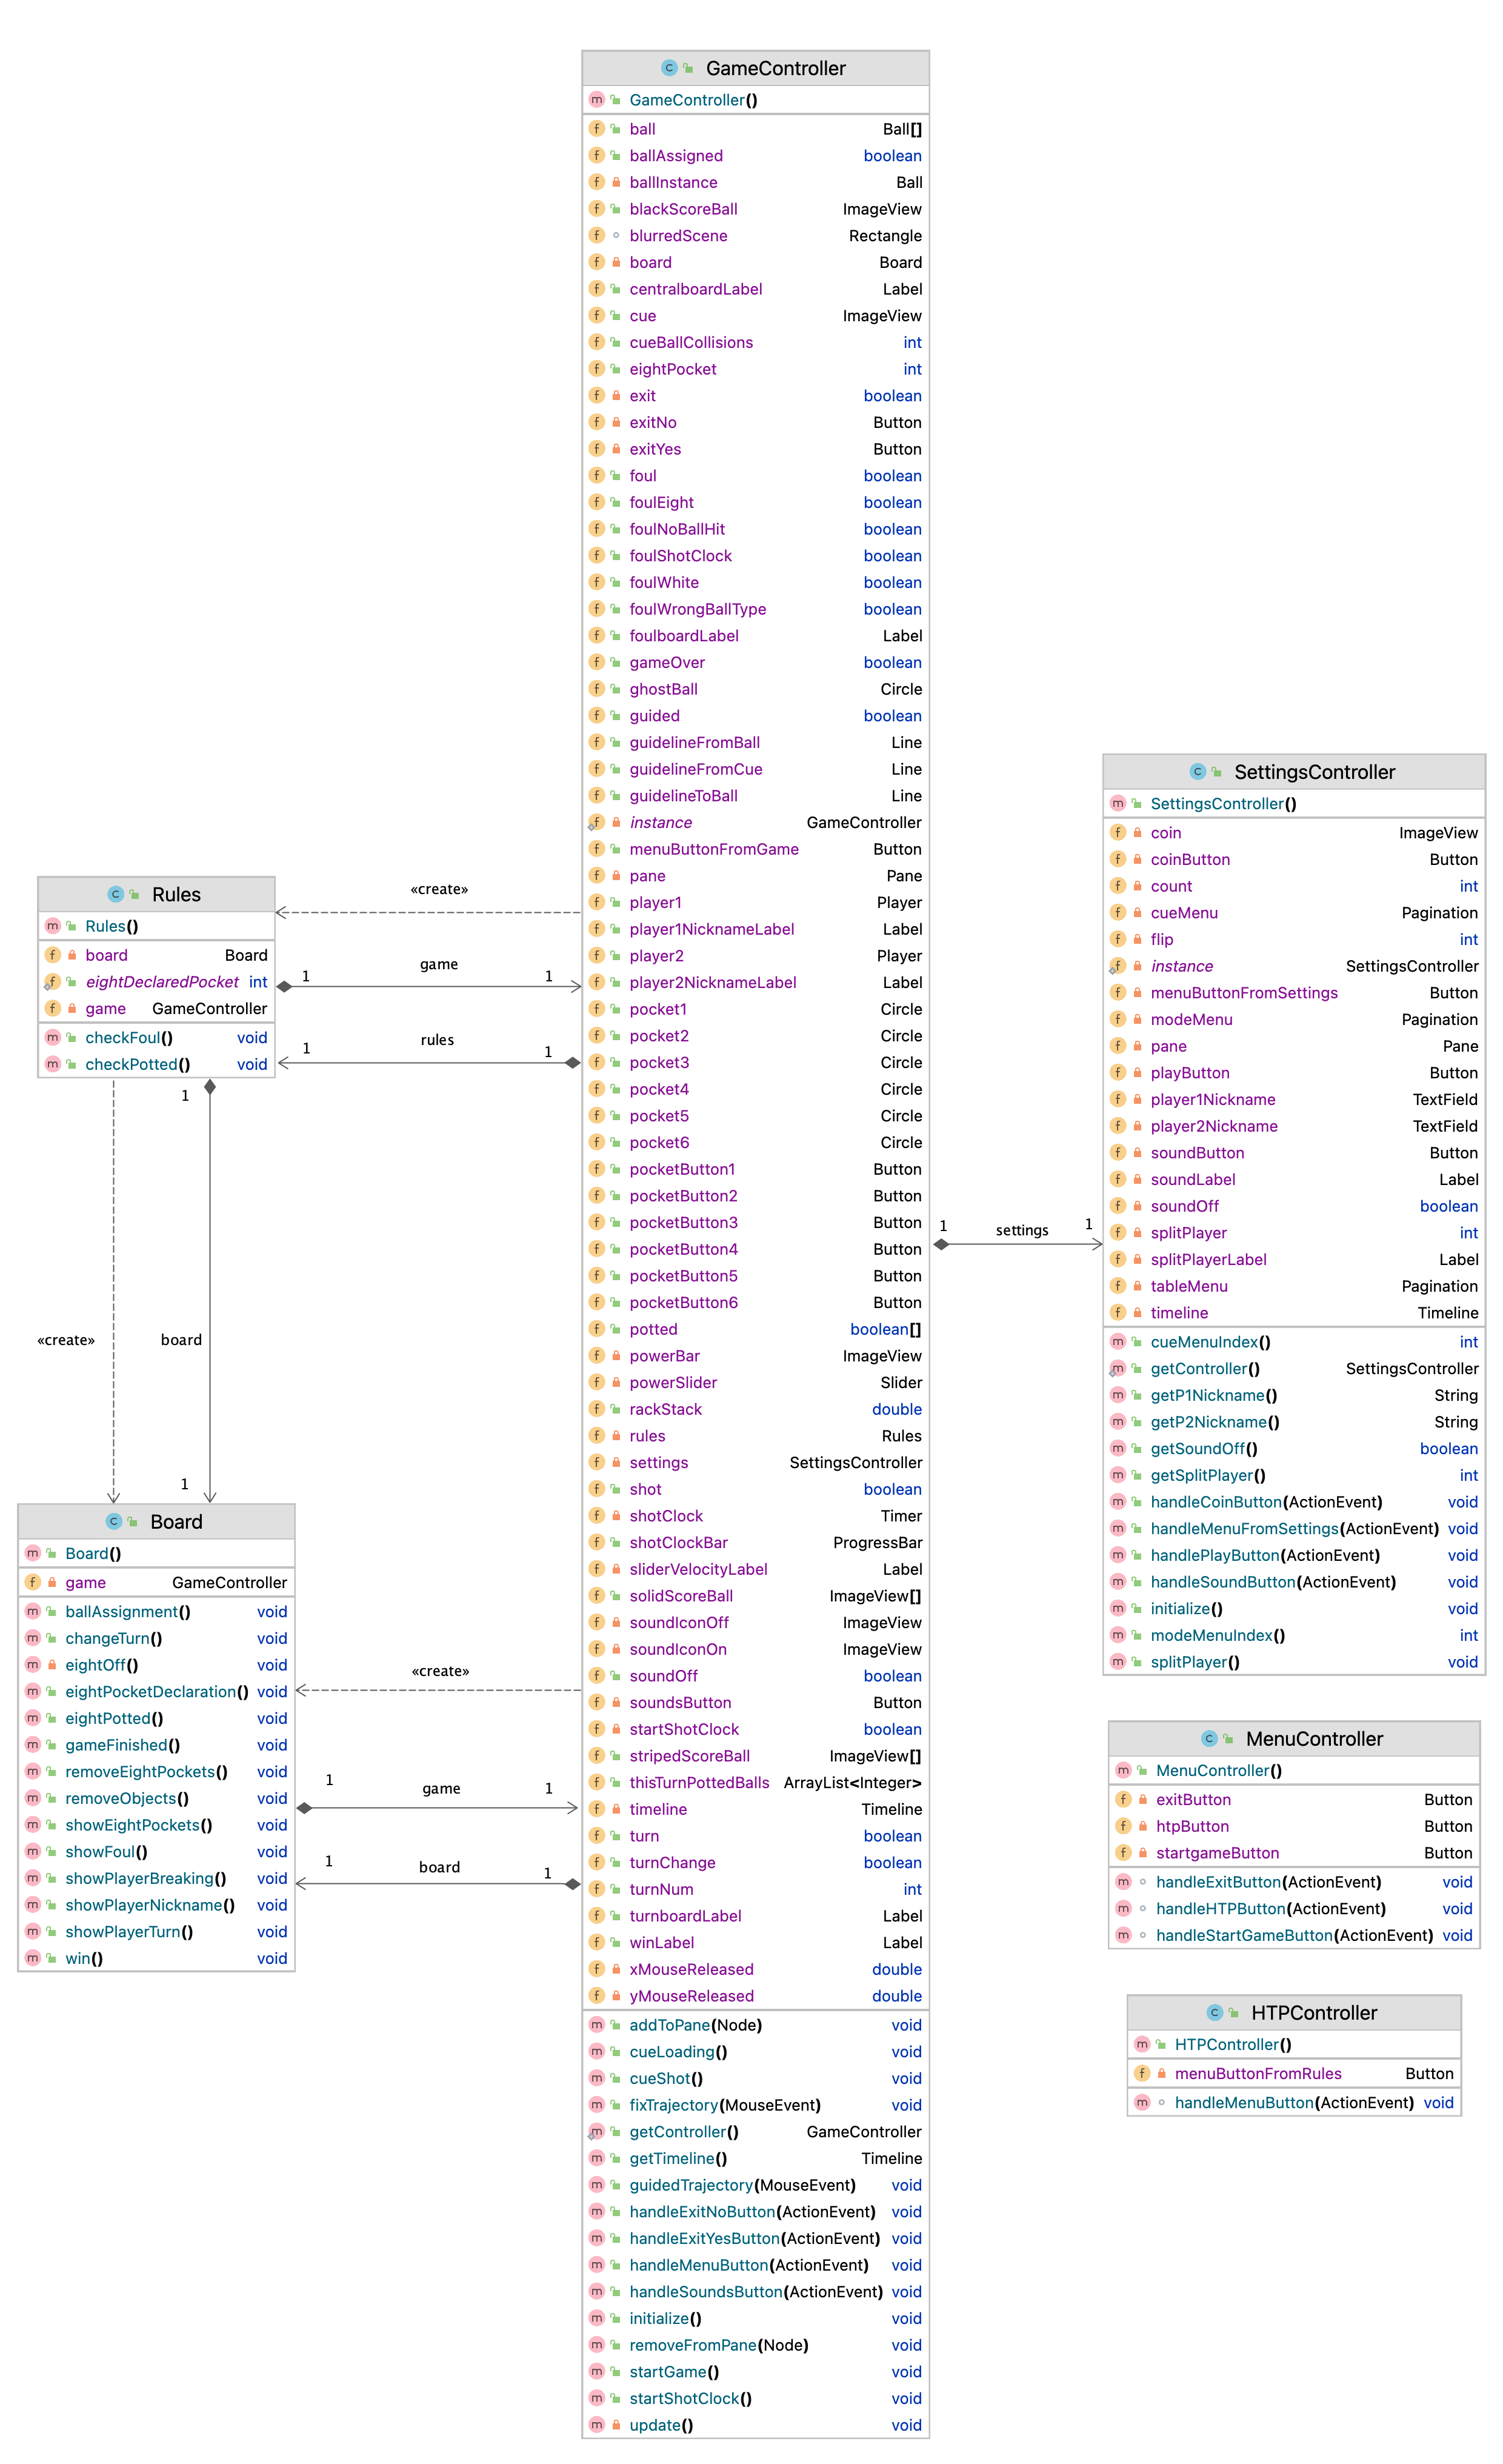 GameController
GameController()
ball Ball[]
ballAssigned boolean
ballInstance Ball
blackScoreBall ImageView
blurredScene Rectangle
board Board
centralboardLabel Label
cue ImageView
cueBallCollisions int
eightPocket int
exit boolean
exitNo Button
exitYes Button
foul boolean
foulEight boolean
foulNoBallHit boolean
foulShotClock boolean
foulWhite boolean
foulWrongBallType boolean
foulboardLabel Label
gameOver boolean
ghostBall Circle
guided boolean
guidelineFromBall Line
guidelineFromCue Line
guidelineToBall Line
instance GameController
menuButtonFromGame Button
pane Pane
player1 Player
player1NicknameLabel Label
player2 Player
player2NicknameLabel Label
pocket1 Circle
pocket2 Circle
pocket3 Circle
pocket4 Circle
pocket5 Circle
pocket6 Circle
pocketButton1 Button
pocketButton2 Button
pocketButton3 Button
pocketButton4 Button
pocketButton5 Button
pocketButton6 Button
potted boolean[]
powerBar ImageView
powerSlider Slider
rackStack double
rules Rules
settings SettingsController
shot boolean
shotClock Timer
shotClockBar ProgressBar
sliderVelocityLabel Label
solidScoreBall ImageView[]
soundIconOff ImageView
soundIconOn ImageView
soundOff boolean
soundsButton Button
startShotClock boolean
stripedScoreBall ImageView[]
thisTurnPottedBalls ArrayList<Integer>
timeline Timeline
turn boolean
turnChange boolean
turnNum int
turnboardLabel Label
winLabel Label
xMouseReleased double
yMouseReleased double
addToPane(Node) void
cueLoading() void
cueShot() void
fixTrajectory(MouseEvent) void
getController() GameController
getTimeline() Timeline
guidedTrajectory(MouseEvent) void
handleExitNoButton(ActionEvent) void
handleExitYesButton(ActionEvent) void
handleMenuButton(ActionEvent) void
handleSoundsButton(ActionEvent) void
initialize() void
removeFromPane(Node) void
startGame() void
startShotClock() void
update() void
Rules
Rules()
board Board
eightDeclaredPocket int
game GameController
checkFoul() void
checkPotted() void
«create»
1 game 1
1 rules 1
1
«create» board
1
Board
Board()
game GameController
ballAssignment() void
changeTurn() void
eightOff() void
eightPocketDeclaration() void
eightPotted() void
gameFinished() void
removeEightPockets() void
removeObjects() void
showEightPockets() void
showFoul() void
showPlayerBreaking() void
showPlayerNickname() void
showPlayerTurn() void
win() void
«create»
1 game 1
1 board 1
1 settings 1
SettingsController
SettingsController()
coin ImageView
coinButton Button
count int
cueMenu Pagination
flip int
instance SettingsController
menuButtonFromSettings Button
modeMenu Pagination
pane Pane
playButton Button
player1Nickname TextField
player2Nickname TextField
soundButton Button
soundLabel Label
soundOff boolean
splitPlayer int
splitPlayerLabel Label
tableMenu Pagination
timeline Timeline
cueMenuIndex() int
getController() SettingsController
getP1Nickname() String
getP2Nickname() String
getSoundOff() boolean
getSplitPlayer() int
handleCoinButton(ActionEvent) void
handleMenuFromSettings(ActionEvent) void
handlePlayButton(ActionEvent) void
handleSoundButton(ActionEvent) void
initialize() void
modeMenuIndex() int
splitPlayer() void
MenuController
MenuController()
exitButton Button
htpButton Button
startgameButton Button
handleExitButton(ActionEvent) void
handleHTPButton(ActionEvent) void
handleStartGameButton(ActionEvent) void
HTPController
HTPController()
menuButtonFromRules Button
handleMenuButton(ActionEvent) void